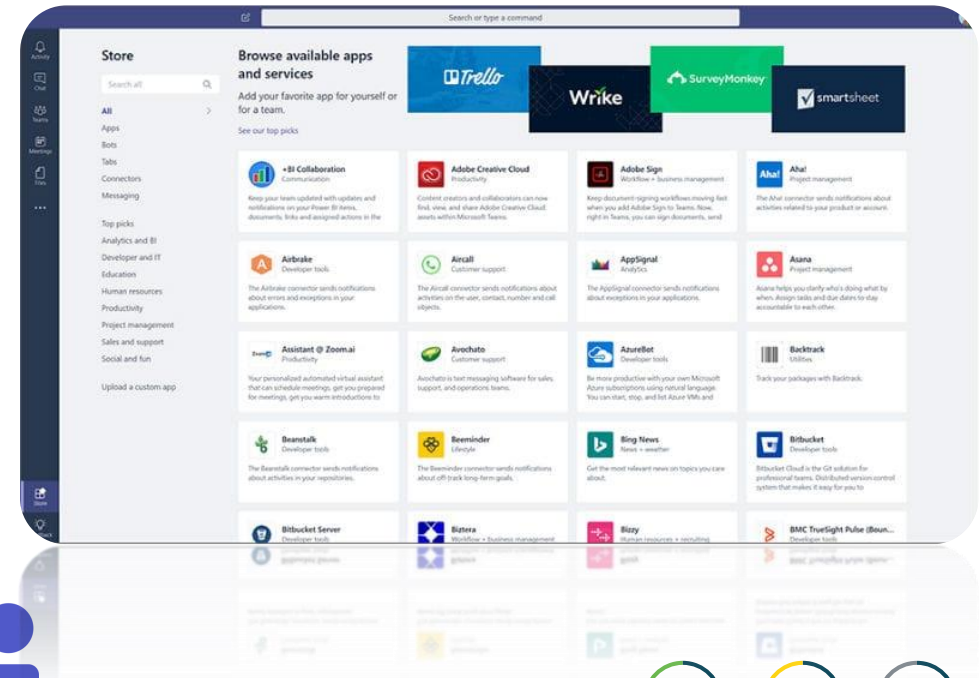 Search or type a command
Activity
Chat
Teams
Meetings
Files
Store
Store
Search all
All
Apps
Bots
Tabs
Connectors
Messaging
Top picks
Analytics and BI
Developer and IT
Education
Human resources
Productivity
Project management
Sales and support
Social and fun
Upload a custom app
Browse available apps
and services
Add your favorite app for yourself or
for a team.
See our top picks
Trello
Wrike
SurveyMonkey
smartsheet
+BI Collaboration
Communication
Keep your team updated with updates and
notifications on your Power BI items,
documents, links and assigned actions in the
Adobe Creative Cloud
Productivity
Content creators and collaborators can now
find, view, and share Adobe Creative Cloud
assets within Microsoft Teams.
Adobe Sign
Workflow + business management
Keep document-signing workflows moving fast
when you add Adobe Sign to Teams. Now,
right in Teams, you can sign documents, send
Aha!
Aha!
Project management
The Aha! connector sends notifications about
activities related to your product or account.
Airbrake
Developer tools
The Airbrake connector sends notifications
about errors and exceptions in your
applications.
Aircall
Customer support
The Aircall connector sends notifications about
activities on the user, contact, number and call
objects.
AppSignal
Analytics
The AppSignal connector sends notifications
about exceptions in your applications.
Asana
Project management
Asana helps you clarify who's doing what by
when. Assign tasks and due dates to stay
accountable to each other.
Assistant @ Zoom.ai
Productivity
Your personalized automated virtual assistant
that can schedule meetings, get you prepared
for meetings, get you warm introductions to
Avochato
Customer support
Avochato is text messaging software for sales,
support, and operations teams.
AzureBot
Developer tools
Be more productive with your own Microsoft
Azure subscriptions using natural language.
You can start, stop, and list Azure VMs and
Backtrack
Utilities
Track your packages with Backtrack.
Beanstalk
Developer tools
The Beanstalk connector sends notifications
about activities in your repositories.
Beeminder
Lifestyle
The Beeminder connector sends notifications
about off-track long-term goals.
Bing News
News + weather
Get the most relevant news on topics you care
about.
Bitbucket
Developer tools
Bitbucket Cloud is the Git solution for
professional teams. Distributed version control
system that makes it easy for you to
Bitbucket Server
Developer tools
Biztera
Workflow + business management
Bizzy
Human resources + recruiting
BMC TrueSight Pulse (Boun...
Developer tools